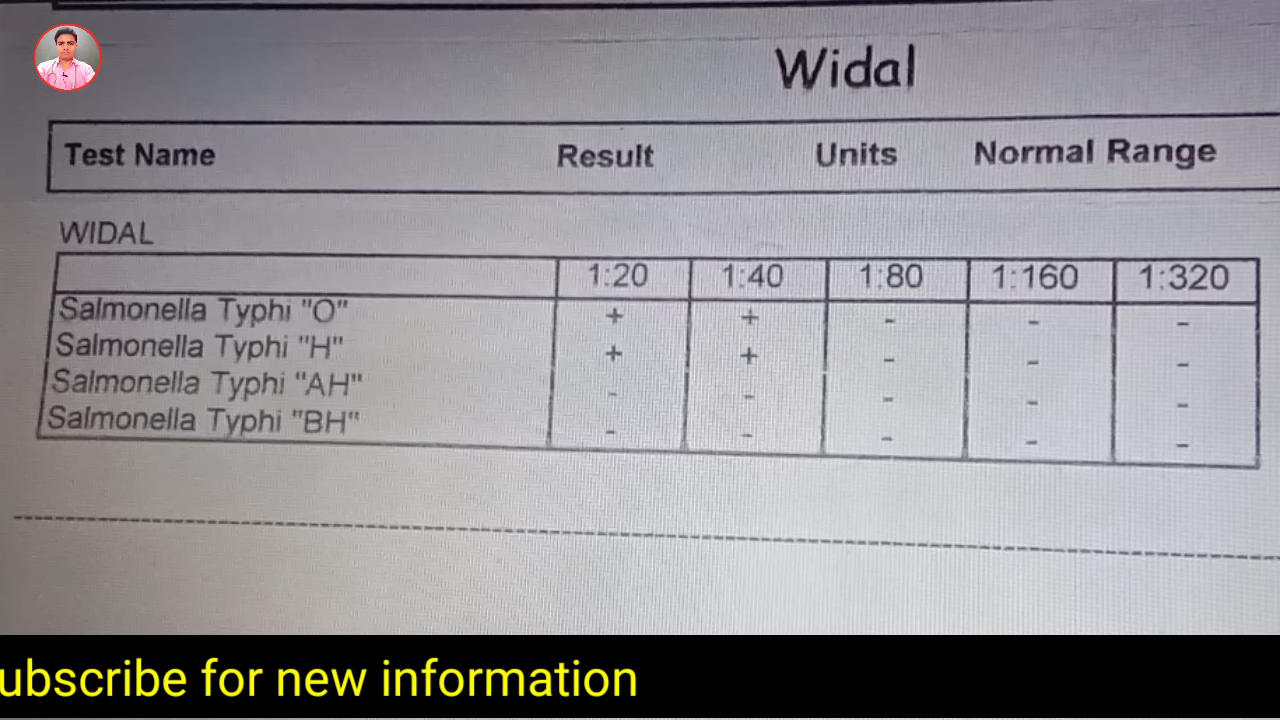 Widal
Test Name Result Units Normal Range
WIDAL
1:20 1:40 1:80 1:160 1:320
Salmonella Typhi "O" + + - - -
Salmonella Typhi "H" + + - - -
Salmonella Typhi "AH" - - - - -
Salmonella Typhi "BH" - - - - -
ubscribe for new information